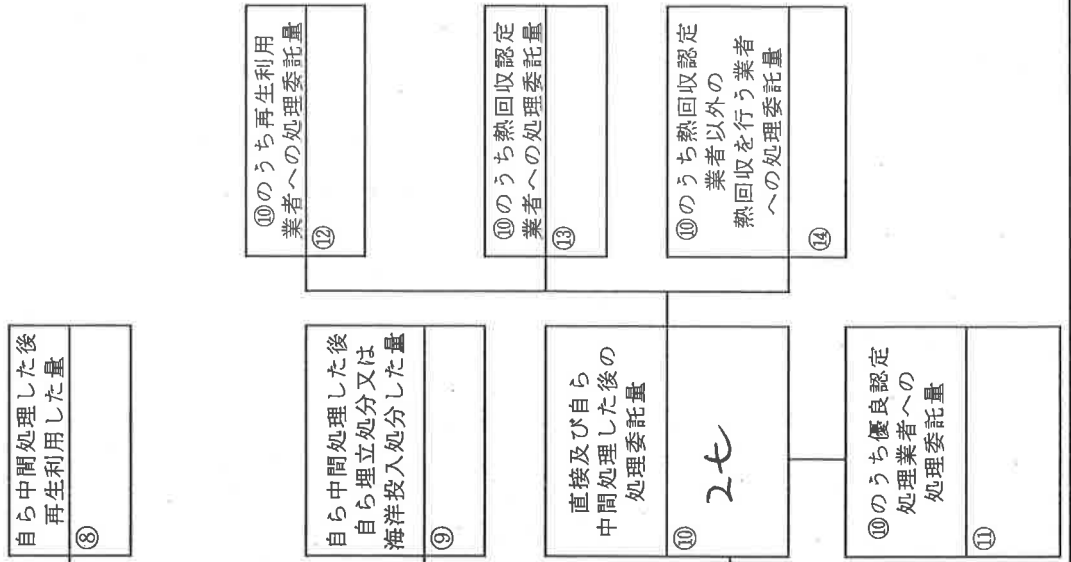 自ら中間処理した後
再生利用した量
⑧
自ら中間処理した後
自ら埋立処分又は
海洋投入処分した量
⑨
直接及び自ら
中間処理した後の
処理委託量
⑩
2t
⑩のうち優良認定
処理業者への
処理委託量
⑪
⑩のうち再生利用
業者への処理委託量
⑫
⑩のうち熱回収認定
業者への処理委託量
⑬
⑩のうち熱回収認定
業者以外の
熱回収を行う業者
への処理委託量
⑭